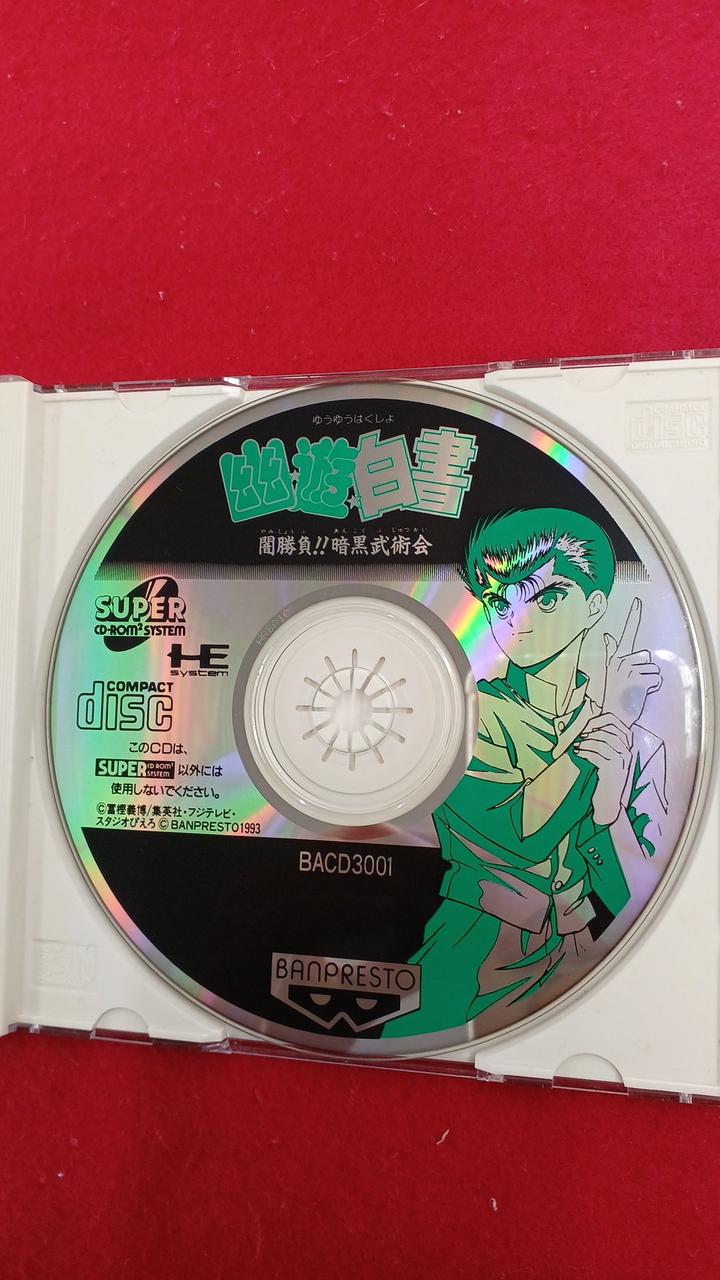 ゆうゆうはくしょ
幽★遊★白書
やみしょうぶ あんこくぶじゅつかい
闇勝負!!暗黒武術会
SUPER
CD-ROM² SYSTEM
HE
system
COMPACT
disc
このCDは、
SUPER CD ROM² SYSTEM 以外には
使用しないでください。
©冨樫義博/集英社・フジテレビ・
スタジオぴえろ ©BANPRESTO1993
BACD3001
BANPRESTO
COMPACT
disc
DIGITAL AUDIO